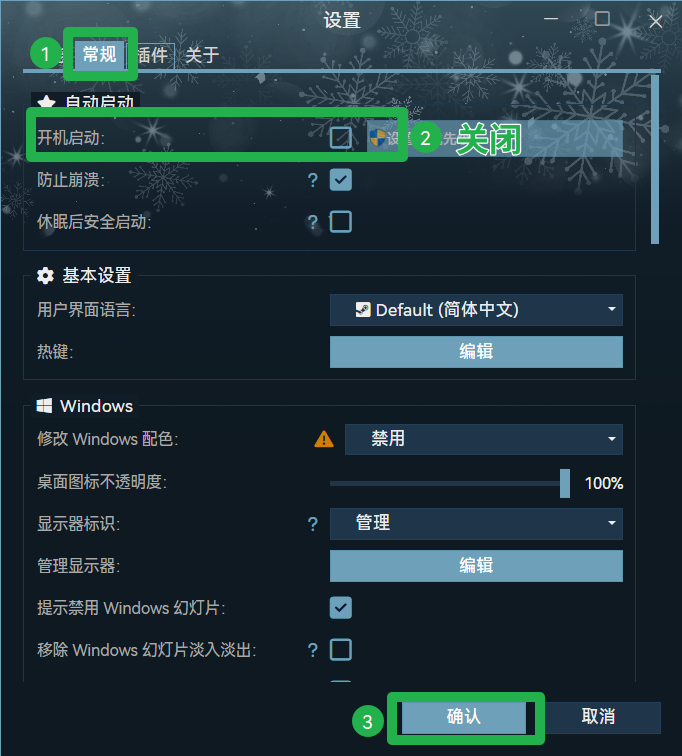 设置
1 常规 插件 关于
自动启动
开机启动: 2 关闭
防止崩溃: ?
休眠后安全启动: ?
基本设置
用户界面语言: Default (简体中文)
热键: 编辑
Windows
修改 Windows 配色: 禁用
桌面图标不透明度: 100%
显示器标识: ? 管理
管理显示器: 编辑
提示禁用 Windows 幻灯片:
移除 Windows 幻灯片淡入淡出: ?
3 确认 取消